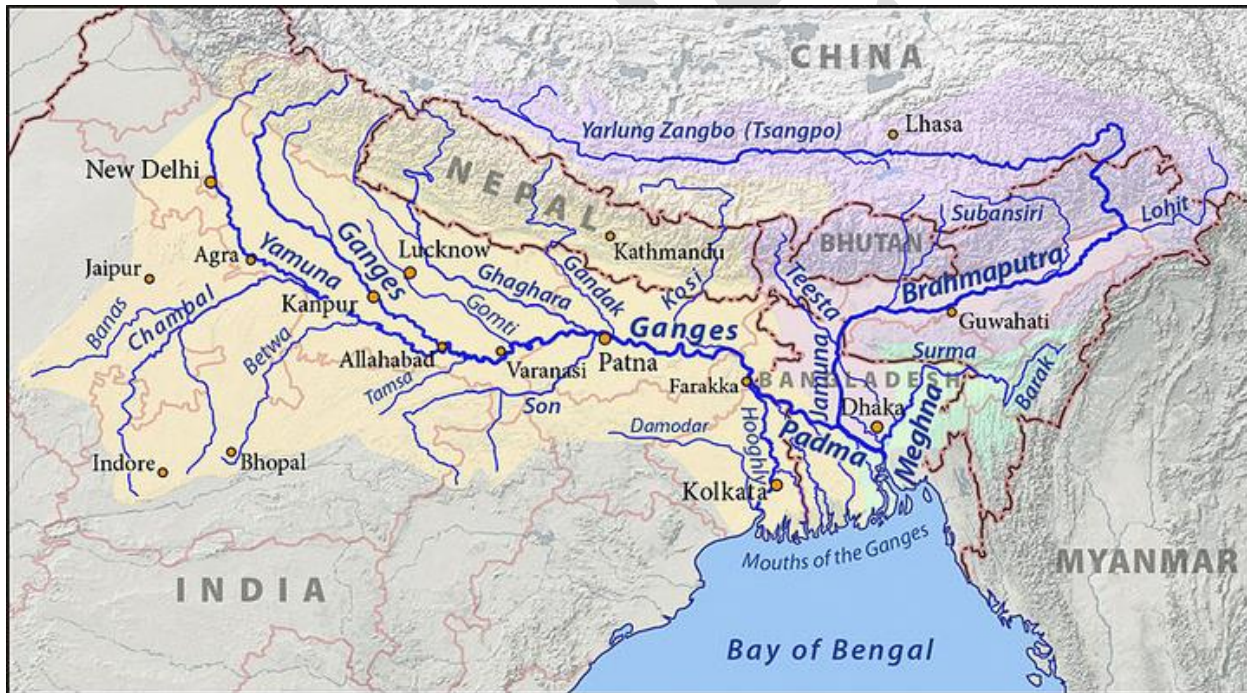 CHINA
Yarlung Zangbo (Tsangpo)
Lhasa
New Delhi
NEPAL
Subansiri
Lohit
Agra
Yamuna
Ganges
Lucknow
Kathmandu
BHUTAN
Brahmaputra
Jaipur
Kanpur
Ghaghara
Gandak
Kosi
Teesta
Banas
Chambal
Betwa
Gomti
Ganges
Guwahati
Allahabad
Varanasi
Patna
Surma
Tamsa
Farakka
BANGLADESH
Jamuna
Barak
Son
Dhaka
Damodar
Hooghly
Padma
Meghna
Indore
Bhopal
Kolkata
Mouths of the Ganges
INDIA
MYANMAR
Bay of Bengal